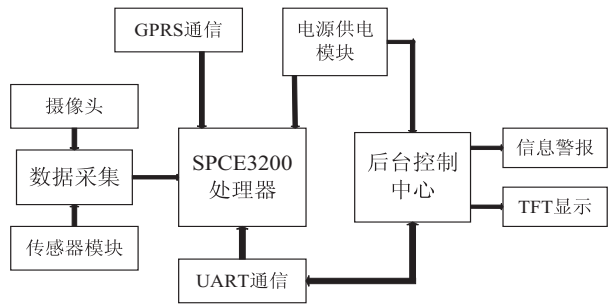 GPRS通信
电源供电
模块
摄像头
数据采集
传感器模块
SPCE3200
处理器
后台控制
中心
信息警报
TFT显示
UART通信